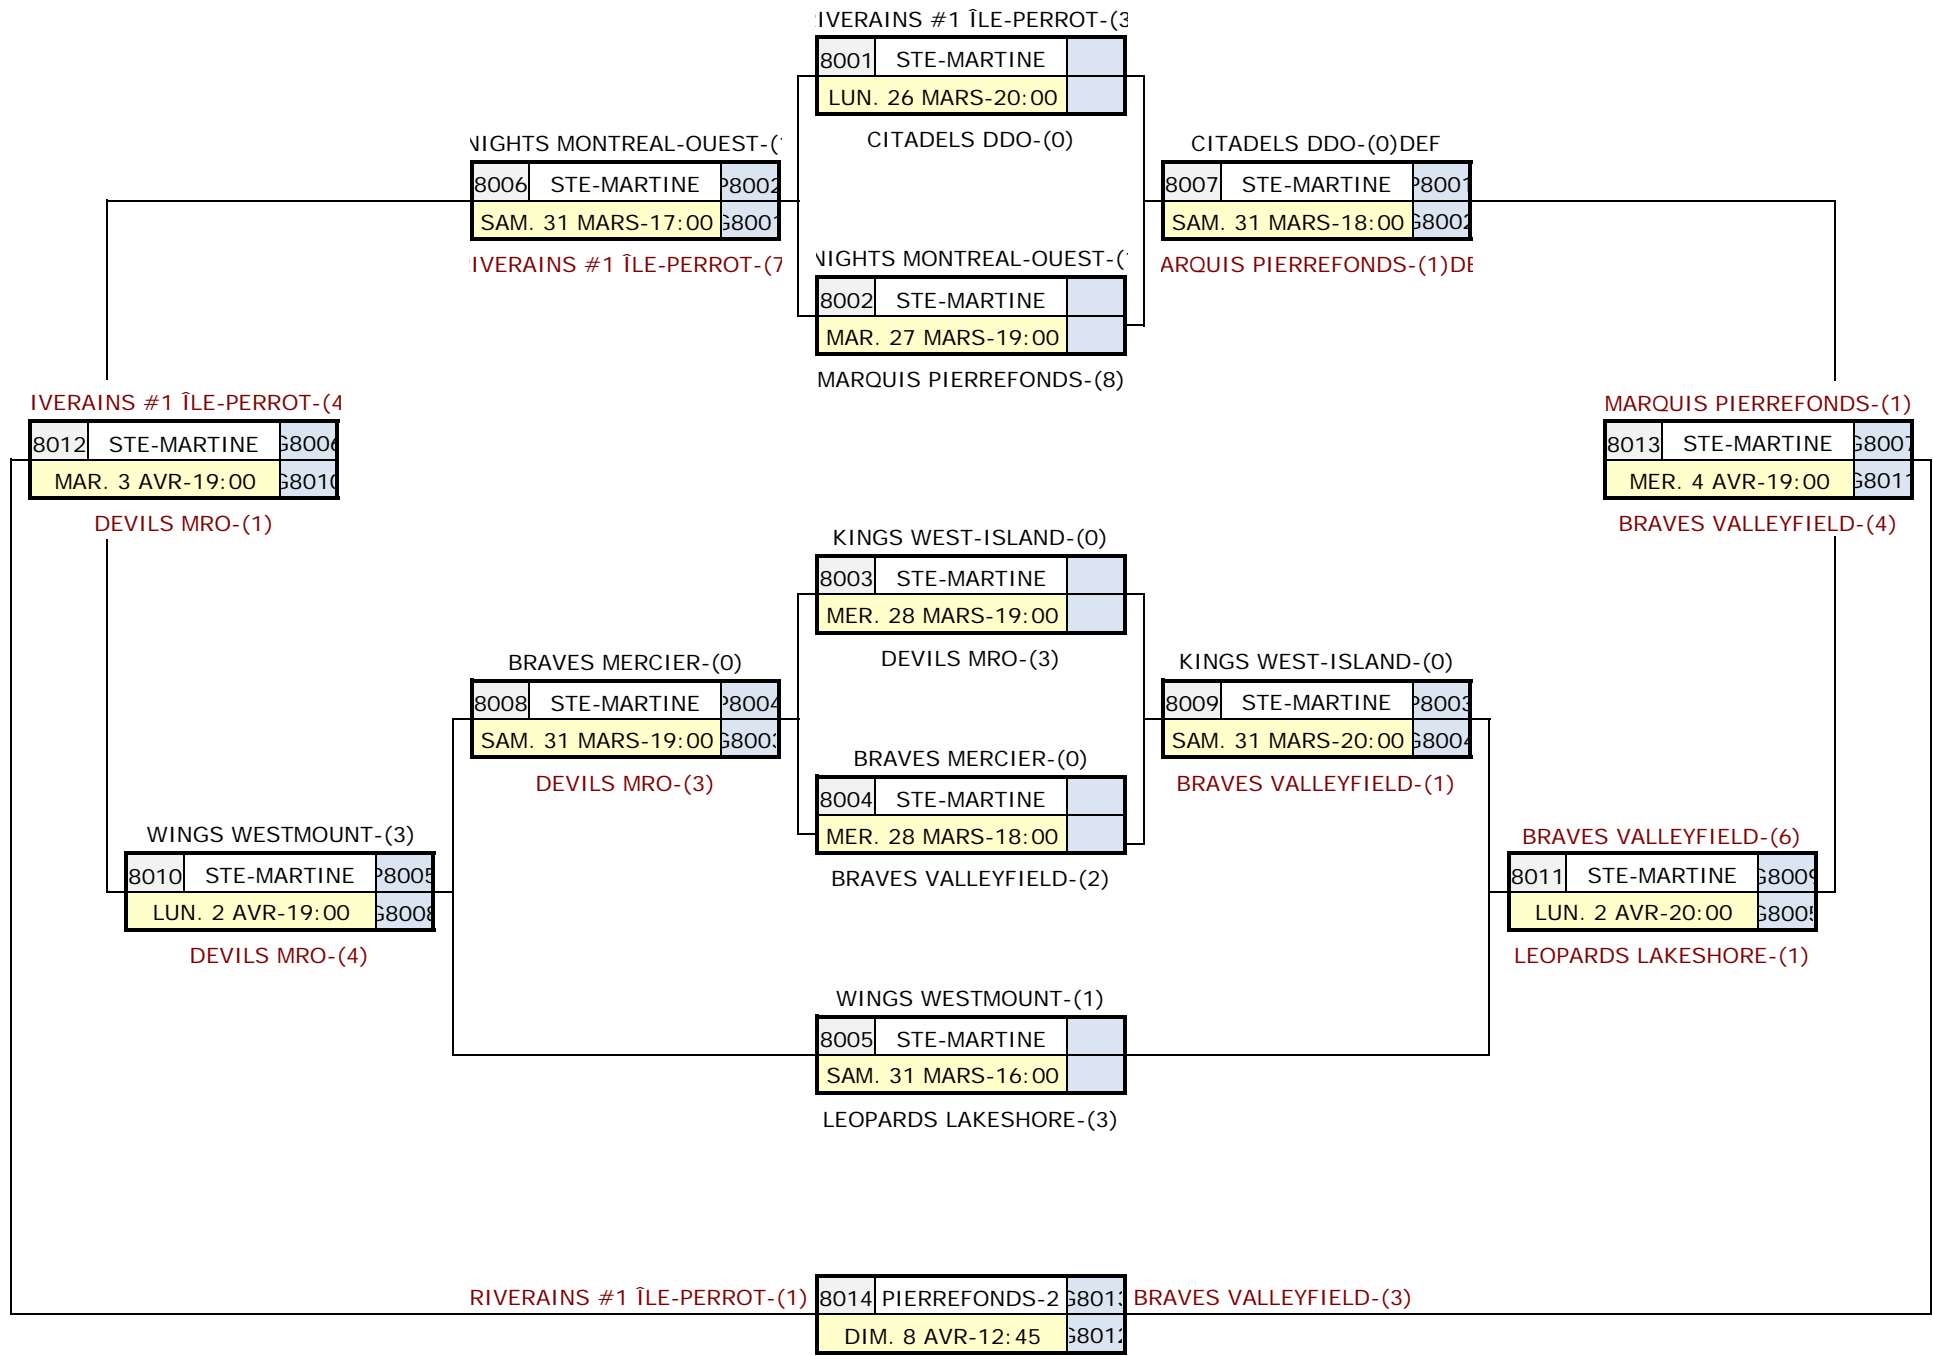 IVERAINS #1 ÎLE-PERROT-(3
8001 STE-MARTINE
LUN. 26 MARS-20:00
CITADELS DDO-(0)
NIGHTS MONTREAL-OUEST-(
8006 STE-MARTINE P8002
SAM. 31 MARS-17:00 G8001
IVERAINS #1 ÎLE-PERROT-(7
CITADELS DDO-(0)DEF
8007 STE-MARTINE P8001
SAM. 31 MARS-18:00 G8002
ARQUIS PIERREFONDS-(1)DE
NIGHTS MONTREAL-OUEST-(
8002 STE-MARTINE
MAR. 27 MARS-19:00
MARQUIS PIERREFONDS-(8)
IVERAINS #1 ÎLE-PERROT-(4
8012 STE-MARTINE G8006
MAR. 3 AVR-19:00 G8010
DEVILS MRO-(1)
MARQUIS PIERREFONDS-(1)
8013 STE-MARTINE G8007
MER. 4 AVR-19:00 G8011
BRAVES VALLEYFIELD-(4)
KINGS WEST-ISLAND-(0)
8003 STE-MARTINE
MER. 28 MARS-19:00
DEVILS MRO-(3)
BRAVES MERCIER-(0)
8008 STE-MARTINE P8004
SAM. 31 MARS-19:00 G8003
DEVILS MRO-(3)
KINGS WEST-ISLAND-(0)
8009 STE-MARTINE P8003
SAM. 31 MARS-20:00 G8004
BRAVES VALLEYFIELD-(1)
BRAVES MERCIER-(0)
8004 STE-MARTINE
MER. 28 MARS-18:00
BRAVES VALLEYFIELD-(2)
WINGS WESTMOUNT-(3)
8010 STE-MARTINE P8005
LUN. 2 AVR-19:00 G8008
DEVILS MRO-(4)
BRAVES VALLEYFIELD-(6)
8011 STE-MARTINE G8009
LUN. 2 AVR-20:00 G8005
LEOPARDS LAKESHORE-(1)
WINGS WESTMOUNT-(1)
8005 STE-MARTINE
SAM. 31 MARS-16:00
LEOPARDS LAKESHORE-(3)
RIVERAINS #1 ÎLE-PERROT-(1) 8014 PIERREFONDS-2 G8013 BRAVES VALLEYFIELD-(3)
DIM. 8 AVR-12:45 G8012